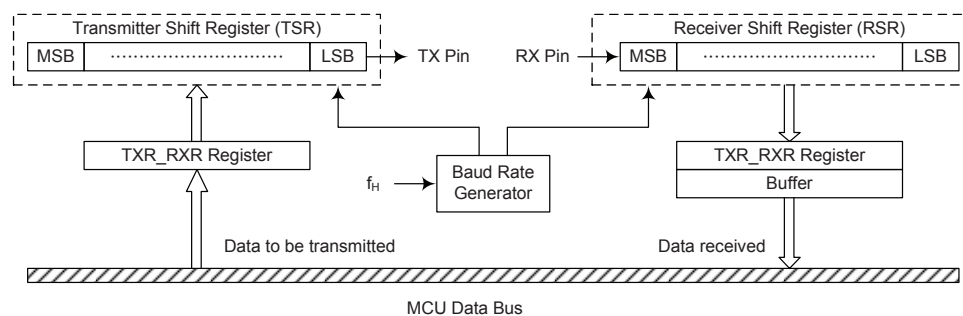 Transmitter Shift Register (TSR)
MSB ································ LSB
TX Pin
RX Pin
Receiver Shift Register (RSR)
MSB ································ LSB
TXR_RXR Register
Baud Rate
Generator
fH
TXR_RXR Register
Buffer
Data to be transmitted
Data received
MCU Data Bus